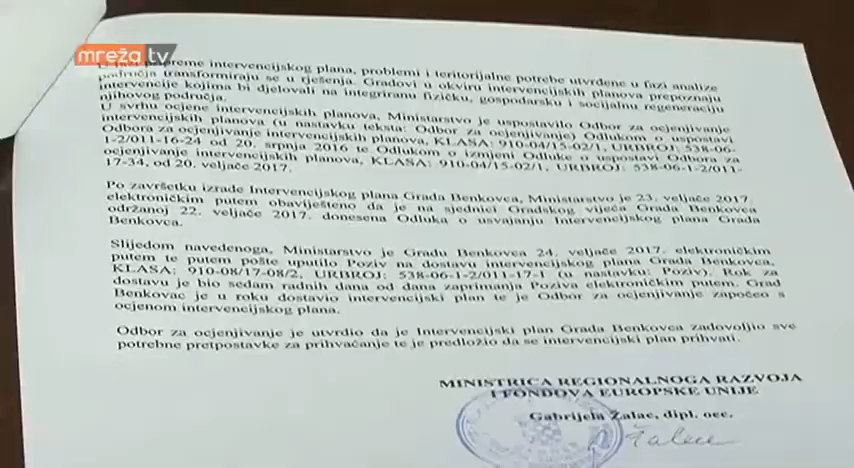 mreža tv
U fazi pripreme intervencijskog plana, problemi i teritorijalne potrebe utvrđene u fazi analize
područja transformiraju se u rješenja. Gradovi u okviru intervencijskih planova prepoznaju
intervencije kojima bi djelovali na integriranu fizičku, gospodarsku i socijalnu regeneraciju
njihovog područja.
U svrhu ocjene intervencijskih planova, Ministarstvo je uspostavilo Odbor za ocjenjivanje
intervencijskih planova (u nastavku teksta: Odbor za ocjenjivanje) Odlukom o uspostavi
Odbora za ocjenjivanje intervencijskih planova, KLASA: 910-04/15-02/1, URBROJ: 538-06-
1-2/011-16-24 od 20. srpnja 2016 te Odlukom o izmjeni Odluke o uspostavi Odbora za
ocjenjivanje intervencijskih planova, KLASA: 910-04/15-02/1, URBROJ: 538-06-1-2/011-
17-34, od 20. veljače 2017.
Po završetku izrade Intervencijskog plana Grada Benkovca, Ministarstvo je 23. veljače 2017.
elektroničkim putem obaviješteno da je na sjednici Gradskog vijeća Grada Benkovca
održanoj 22. veljače 2017. donesena Odluka o usvajanju Intervencijskog plana Grada
Benkovca.
Slijedom navedenoga, Ministarstvo je Gradu Benkovca 24. veljače 2017. elektroničkim
putem te putem pošte uputilo Poziv na dostavu intervencijskog plana Grada Benkovca,
KLASA: 910-08/17-08/2, URBROJ: 538-06-1-2/011-17-1 (u nastavku: Poziv). Rok za
dostavu je bio sedam radnih dana od dana zaprimanja Poziva elektroničkim putem. Grad
Benkovac je u roku dostavio intervencijski plan te je Odbor za ocjenjivanje započeo s
ocjenom intervencijskog plana.
Odbor za ocjenjivanje je utvrdio da je Intervencijski plan Grada Benkovca zadovoljio sve
potrebne pretpostavke za prihvaćanje te je predložio da se intervencijski plan prihvati.
MINISTRICA REGIONALNOGA RAZVOJA
I FONDOVA EUROPSKE UNIJE
Gabrijela Žalac, dipl. oec.
Žalac